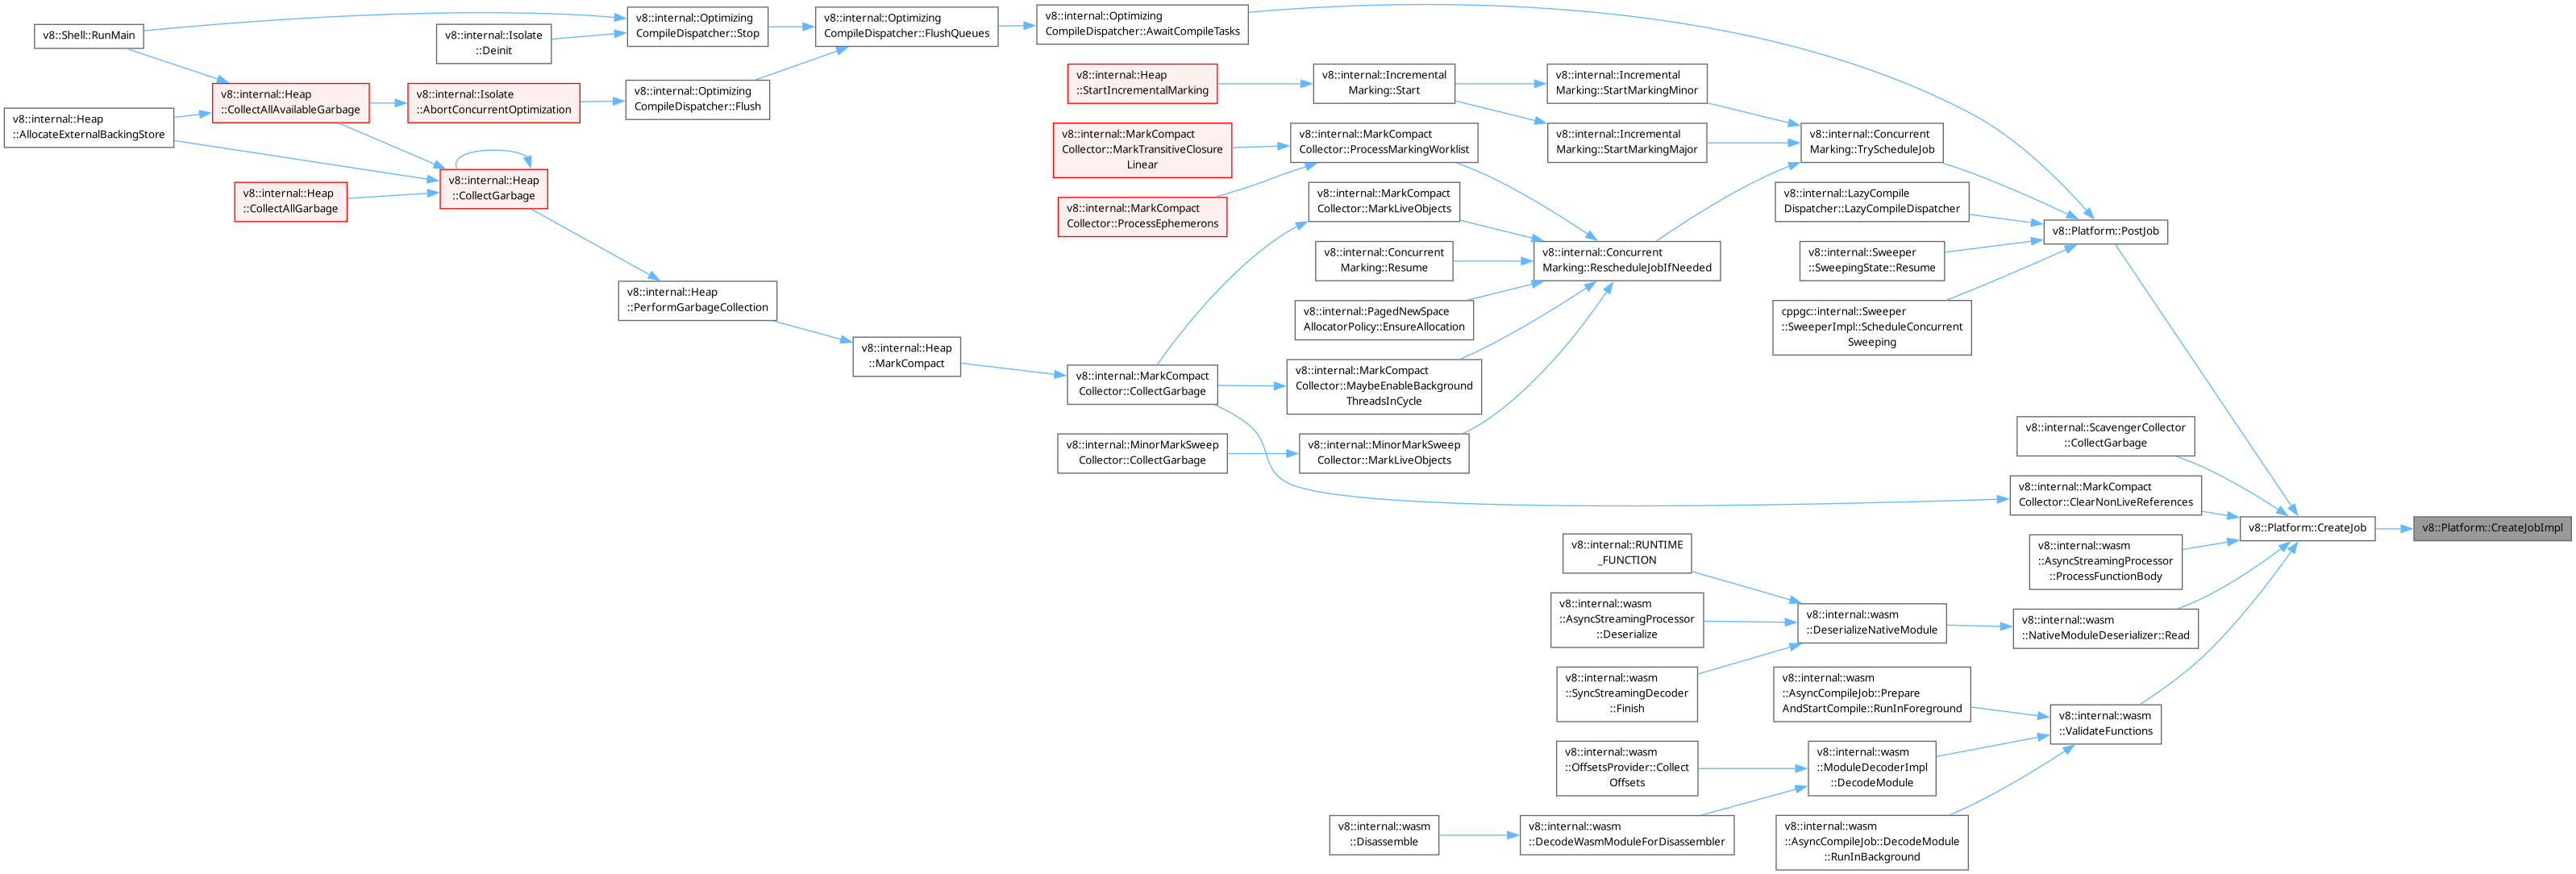 v8::Shell::RunMain
v8::internal::Heap
::AllocateExternalBackingStore
v8::internal::Heap
::CollectAllAvailableGarbage
v8::internal::Heap
::CollectAllGarbage
v8::internal::Isolate
::Deinit
v8::internal::Isolate
::AbortConcurrentOptimization
v8::internal::Heap
::CollectGarbage
v8::internal::Optimizing
CompileDispatcher::Stop
v8::internal::Optimizing
CompileDispatcher::Flush
v8::internal::Heap
::PerformGarbageCollection
v8::internal::Optimizing
CompileDispatcher::FlushQueues
v8::internal::Heap
::MarkCompact
v8::internal::Optimizing
CompileDispatcher::AwaitCompileTasks
v8::internal::Heap
::StartIncrementalMarking
v8::internal::MarkCompact
Collector::MarkTransitiveClosure
Linear
v8::internal::MarkCompact
Collector::ProcessEphemerons
v8::internal::MarkCompact
Collector::CollectGarbage
v8::internal::MinorMarkSweep
Collector::CollectGarbage
v8::internal::Incremental
Marking::Start
v8::internal::MarkCompact
Collector::ProcessMarkingWorklist
v8::internal::MarkCompact
Collector::MarkLiveObjects
v8::internal::Concurrent
Marking::Resume
v8::internal::PagedNewSpace
AllocatorPolicy::EnsureAllocation
v8::internal::MarkCompact
Collector::MaybeEnableBackground
ThreadsInCycle
v8::internal::MinorMarkSweep
Collector::MarkLiveObjects
v8::internal::wasm
::Disassemble
v8::internal::Incremental
Marking::StartMarkingMinor
v8::internal::Incremental
Marking::StartMarkingMajor
v8::internal::Concurrent
Marking::RescheduleJobIfNeeded
v8::internal::RUNTIME
_FUNCTION
v8::internal::wasm
::AsyncStreamingProcessor
::Deserialize
v8::internal::wasm
::SyncStreamingDecoder
::Finish
v8::internal::wasm
::OffsetsProvider::Collect
Offsets
v8::internal::wasm
::DecodeWasmModuleForDisassembler
v8::internal::Concurrent
Marking::TryScheduleJob
v8::internal::LazyCompile
Dispatcher::LazyCompileDispatcher
v8::internal::Sweeper
::SweepingState::Resume
cppgc::internal::Sweeper
::SweeperImpl::ScheduleConcurrent
Sweeping
v8::internal::wasm
::DeserializeNativeModule
v8::internal::wasm
::AsyncCompileJob::Prepare
AndStartCompile::RunInForeground
v8::internal::wasm
::ModuleDecoderImpl
::DecodeModule
v8::internal::wasm
::AsyncCompileJob::DecodeModule
::RunInBackground
v8::Platform::PostJob
v8::internal::ScavengerCollector
::CollectGarbage
v8::internal::MarkCompact
Collector::ClearNonLiveReferences
v8::internal::wasm
::AsyncStreamingProcessor
::ProcessFunctionBody
v8::internal::wasm
::NativeModuleDeserializer::Read
v8::internal::wasm
::ValidateFunctions
v8::Platform::CreateJob
v8::Platform::CreateJobImpl